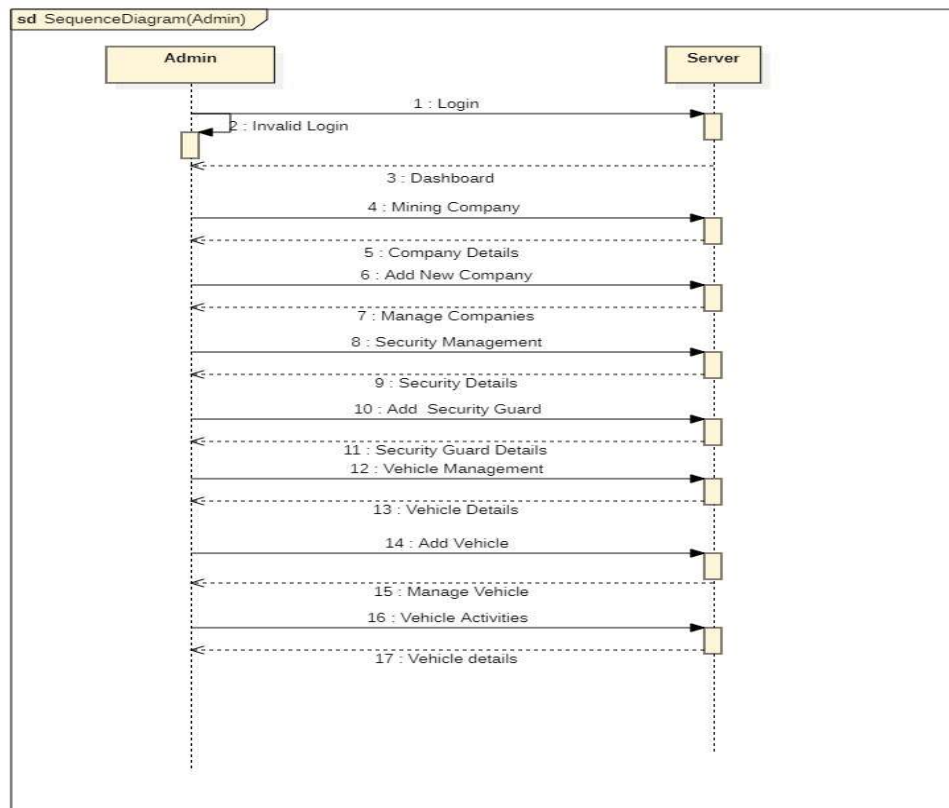 sd SequenceDiagram(Admin)
Admin
Server
1 : Login
2 : Invalid Login
3 : Dashboard
4 : Mining Company
5 : Company Details
6 : Add New Company
7 : Manage Companies
8 : Security Management
9 : Security Details
10 : Add  Security Guard
11 : Security Guard Details
12 : Vehicle Management
13 : Vehicle Details
14 : Add Vehicle
15 : Manage Vehicle
16 : Vehicle Activities
17 : Vehicle details